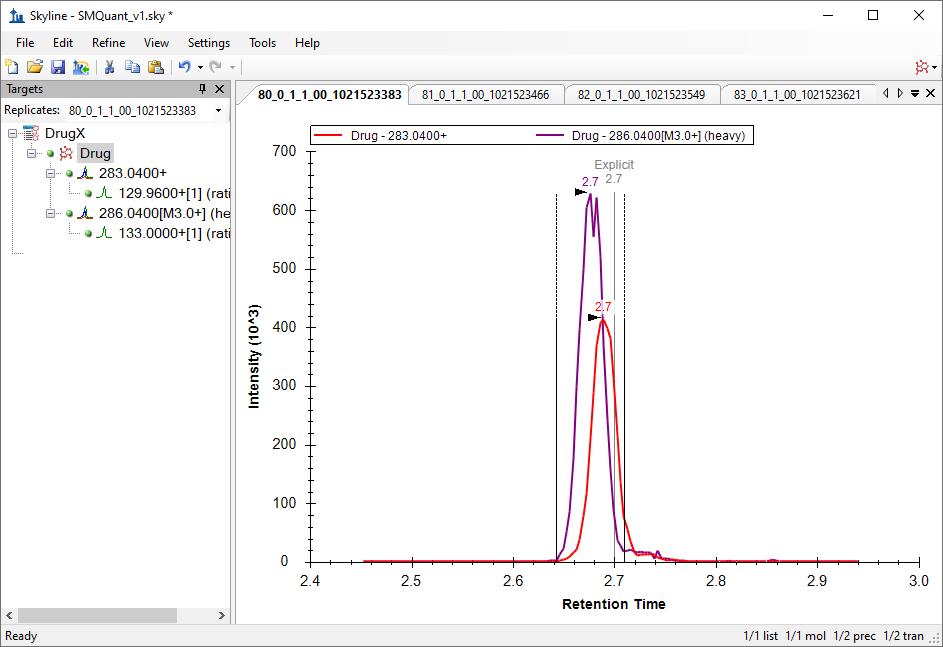 Skyline - SMQuant_v1.sky *
File Edit Refine View Settings Tools Help
Targets
Replicates: 80_0_1_1_00_1021523383
DrugX
Drug
283.0400+
129.9600+[1] (rati
286.0400[M3.0+] (he
133.0000+[1] (rati
80_0_1_1_00_1021523383 81_0_1_1_00_1021523466 82_0_1_1_00_1021523549 83_0_1_1_00_1021523621
Drug - 283.0400+ Drug - 286.0400[M3.0+] (heavy)
Explicit
2.7
2.7
2.7
700
600
500
400
300
200
100
0
Intensity (10^3)
2.4 2.5 2.6 2.7 2.8 2.9 3.0
Retention Time
Ready 1/1 list 1/1 mol 1/2 prec 1/2 tran